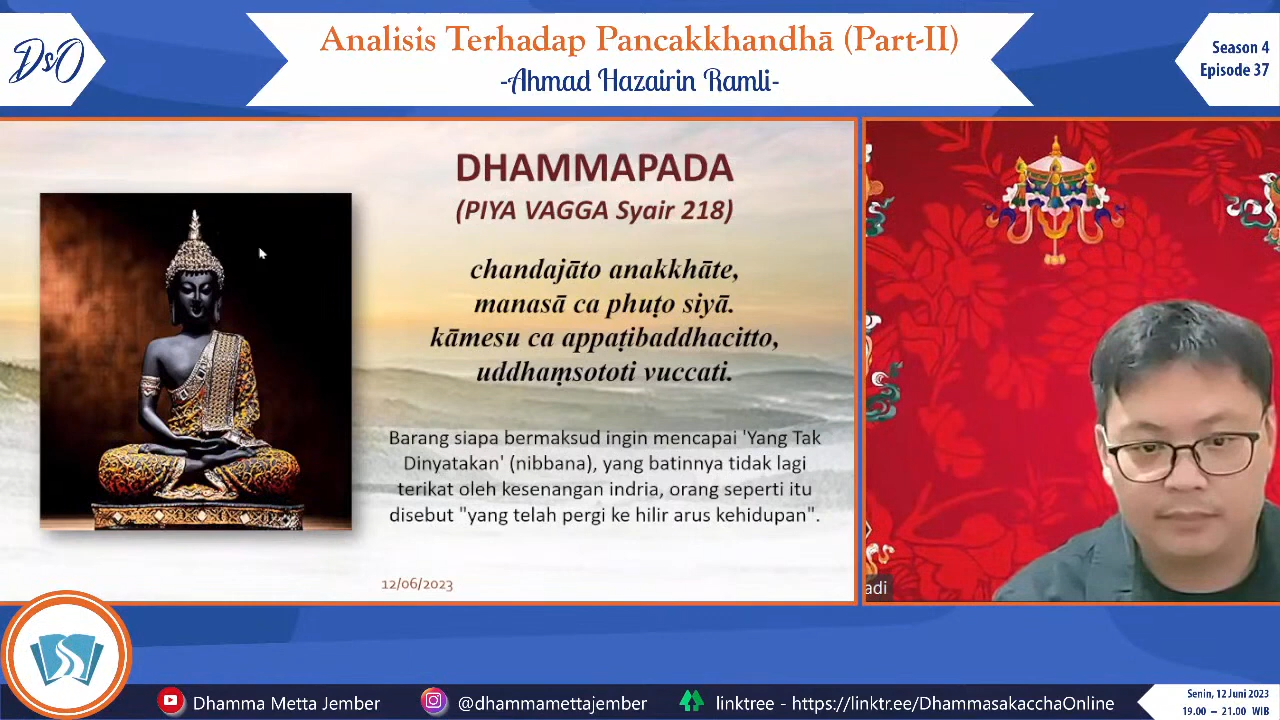 DsO
Analisis Terhadap Pancakkhandhā (Part-II)
-Ahmad Hazairin Ramli-
Season 4
Episode 37
DHAMMAPADA
(PIYA VAGGA Syair 218)
chandajāto anakkhāte,
manasā ca phuṭo siyā.
kāmesu ca appaṭibaddhacitto,
uddhaṃsototi vuccati.
Barang siapa bermaksud ingin mencapai 'Yang Tak
Dinyatakan' (nibbana), yang batinnya tidak lagi
terikat oleh kesenangan indria, orang seperti itu
disebut "yang telah pergi ke hilir arus kehidupan".
12/06/2023
adi
Dhamma Metta Jember
@dhammamettajember
linktree - https://linktr.ee/DhammasakacchaOnline
Senin, 12 Juni 2023
19.00 – 21.00 WIB